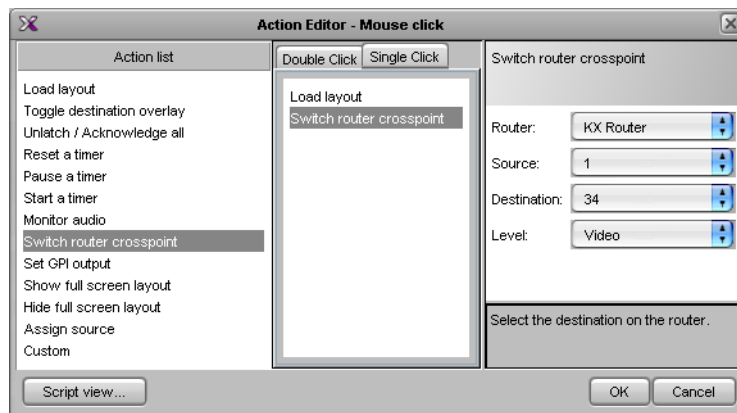 Action Editor - Mouse click
Action list
Load layout
Toggle destination overlay
Unlatch / Acknowledge all
Reset a timer
Pause a timer
Start a timer
Monitor audio
Switch router crosspoint
Set GPI output
Show full screen layout
Hide full screen layout
Assign source
Custom
Double Click Single Click
Load layout
Switch router crosspoint
Switch router crosspoint
Router: KX Router
Source: 1
Destination: 34
Level: Video
Select the destination on the router.
Script view...
OK Cancel